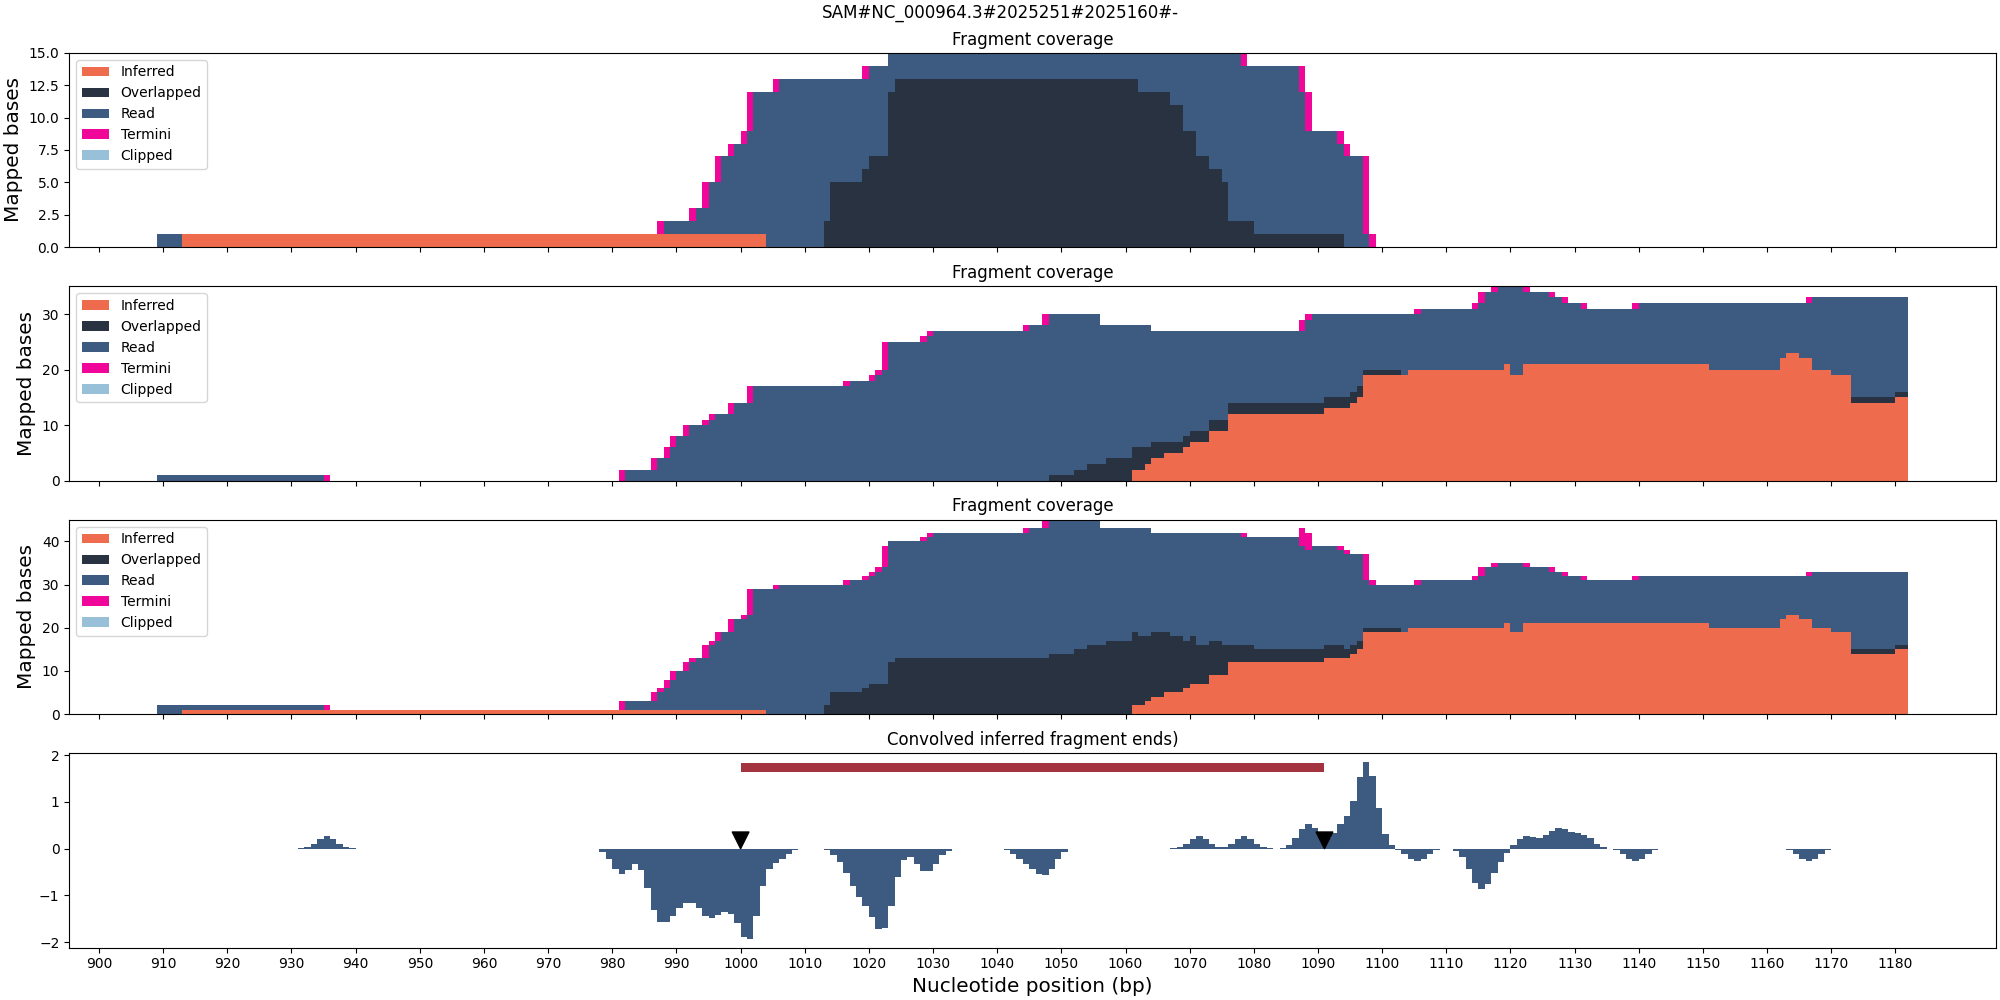 SAM#NC_000964.3#2025251#2025160#-
Fragment coverage
Mapped bases
15.0
12.5
10.0
7.5
5.0
2.5
0.0
Inferred
Overlapped
Read
Termini
Clipped
Fragment coverage
Mapped bases
30
20
10
0
Inferred
Overlapped
Read
Termini
Clipped
Fragment coverage
Mapped bases
40
30
20
10
0
Inferred
Overlapped
Read
Termini
Clipped
Convolved inferred fragment ends)
2
1
0
−1
−2
900 910 920 930 940 950 960 970 980 990 1000 1010 1020 1030 1040 1050 1060 1070 1080 1090 1100 1110 1120 1130 1140 1150 1160 1170 1180
Nucleotide position (bp)